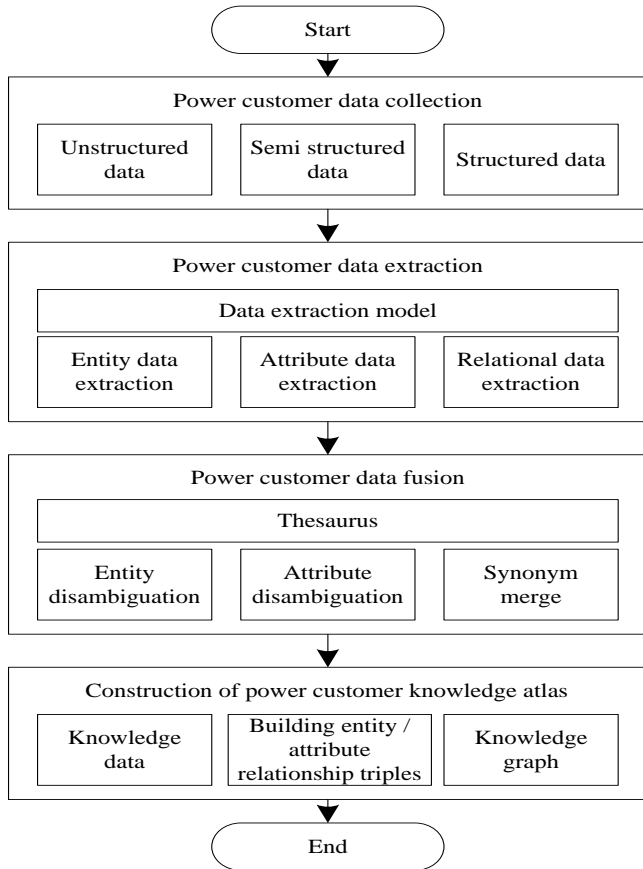 Start
Power customer data collection
Unstructured
data
Semi structured
data
Structured data
Power customer data extraction
Data extraction model
Entity data
extraction
Attribute data
extraction
Relational data
extraction
Power customer data fusion
Thesaurus
Entity
disambiguation
Attribute
disambiguation
Synonym
merge
Construction of power customer knowledge atlas
Knowledge
data
Building entity /
attribute
relationship triples
Knowledge
graph
End